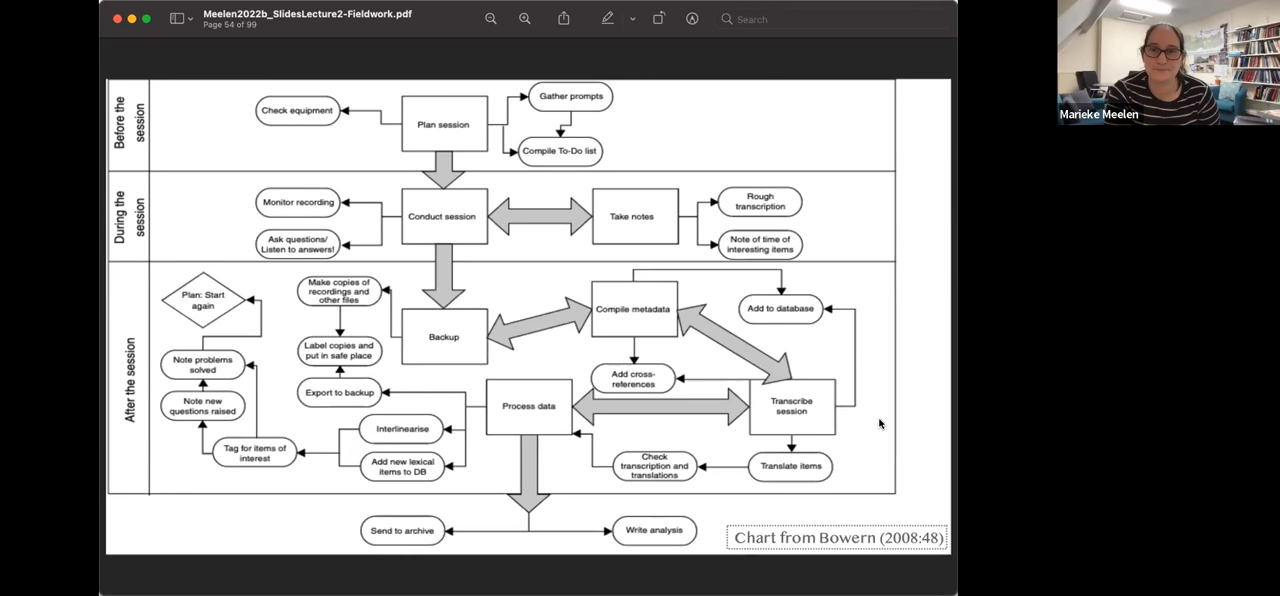 Meelen2022b_SlidesLecture2-Fieldwork.pdf
Page 54 of 99
Search
Marieke Meelen
Before the
session
Check equipment
Plan session
Gather prompts
Compile To-Do list
During the
session
Monitor recording
Ask questions/
Listen to answers!
Conduct session
Take notes
Rough
transcription
Note of time of
interesting items
After the session
Plan: Start
again
Note problems
solved
Note new
questions raised
Tag for items of
interest
Make copies of
recordings and
other files
Label copies and
put in safe place
Export to backup
Interlinearise
Add new lexical
items to DB
Backup
Process data
Compile metadata
Add cross-
references
Add to database
Transcribe
session
Translate items
Check
transcription and
translations
Send to archive
Write analysis
Chart from Bowern (2008:48)